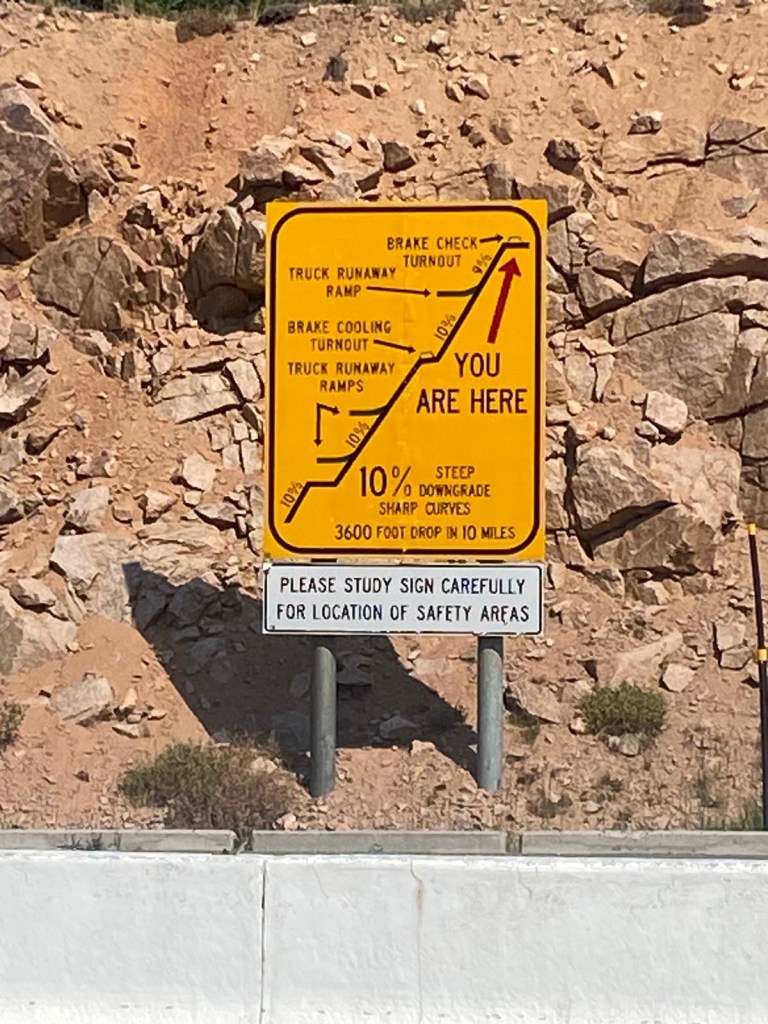 BRAKE CHECK
TURNOUT
9%
TRUCK RUNAWAY
RAMP
10%
BRAKE COOLING
TURNOUT
TRUCK RUNAWAY
RAMPS
YOU
ARE HERE
10%
10%
10% STEEP
DOWNGRADE
SHARP CURVES
3600 FOOT DROP IN 10 MILES
PLEASE STUDY SIGN CAREFULLY
FOR LOCATION OF SAFETY AREAS